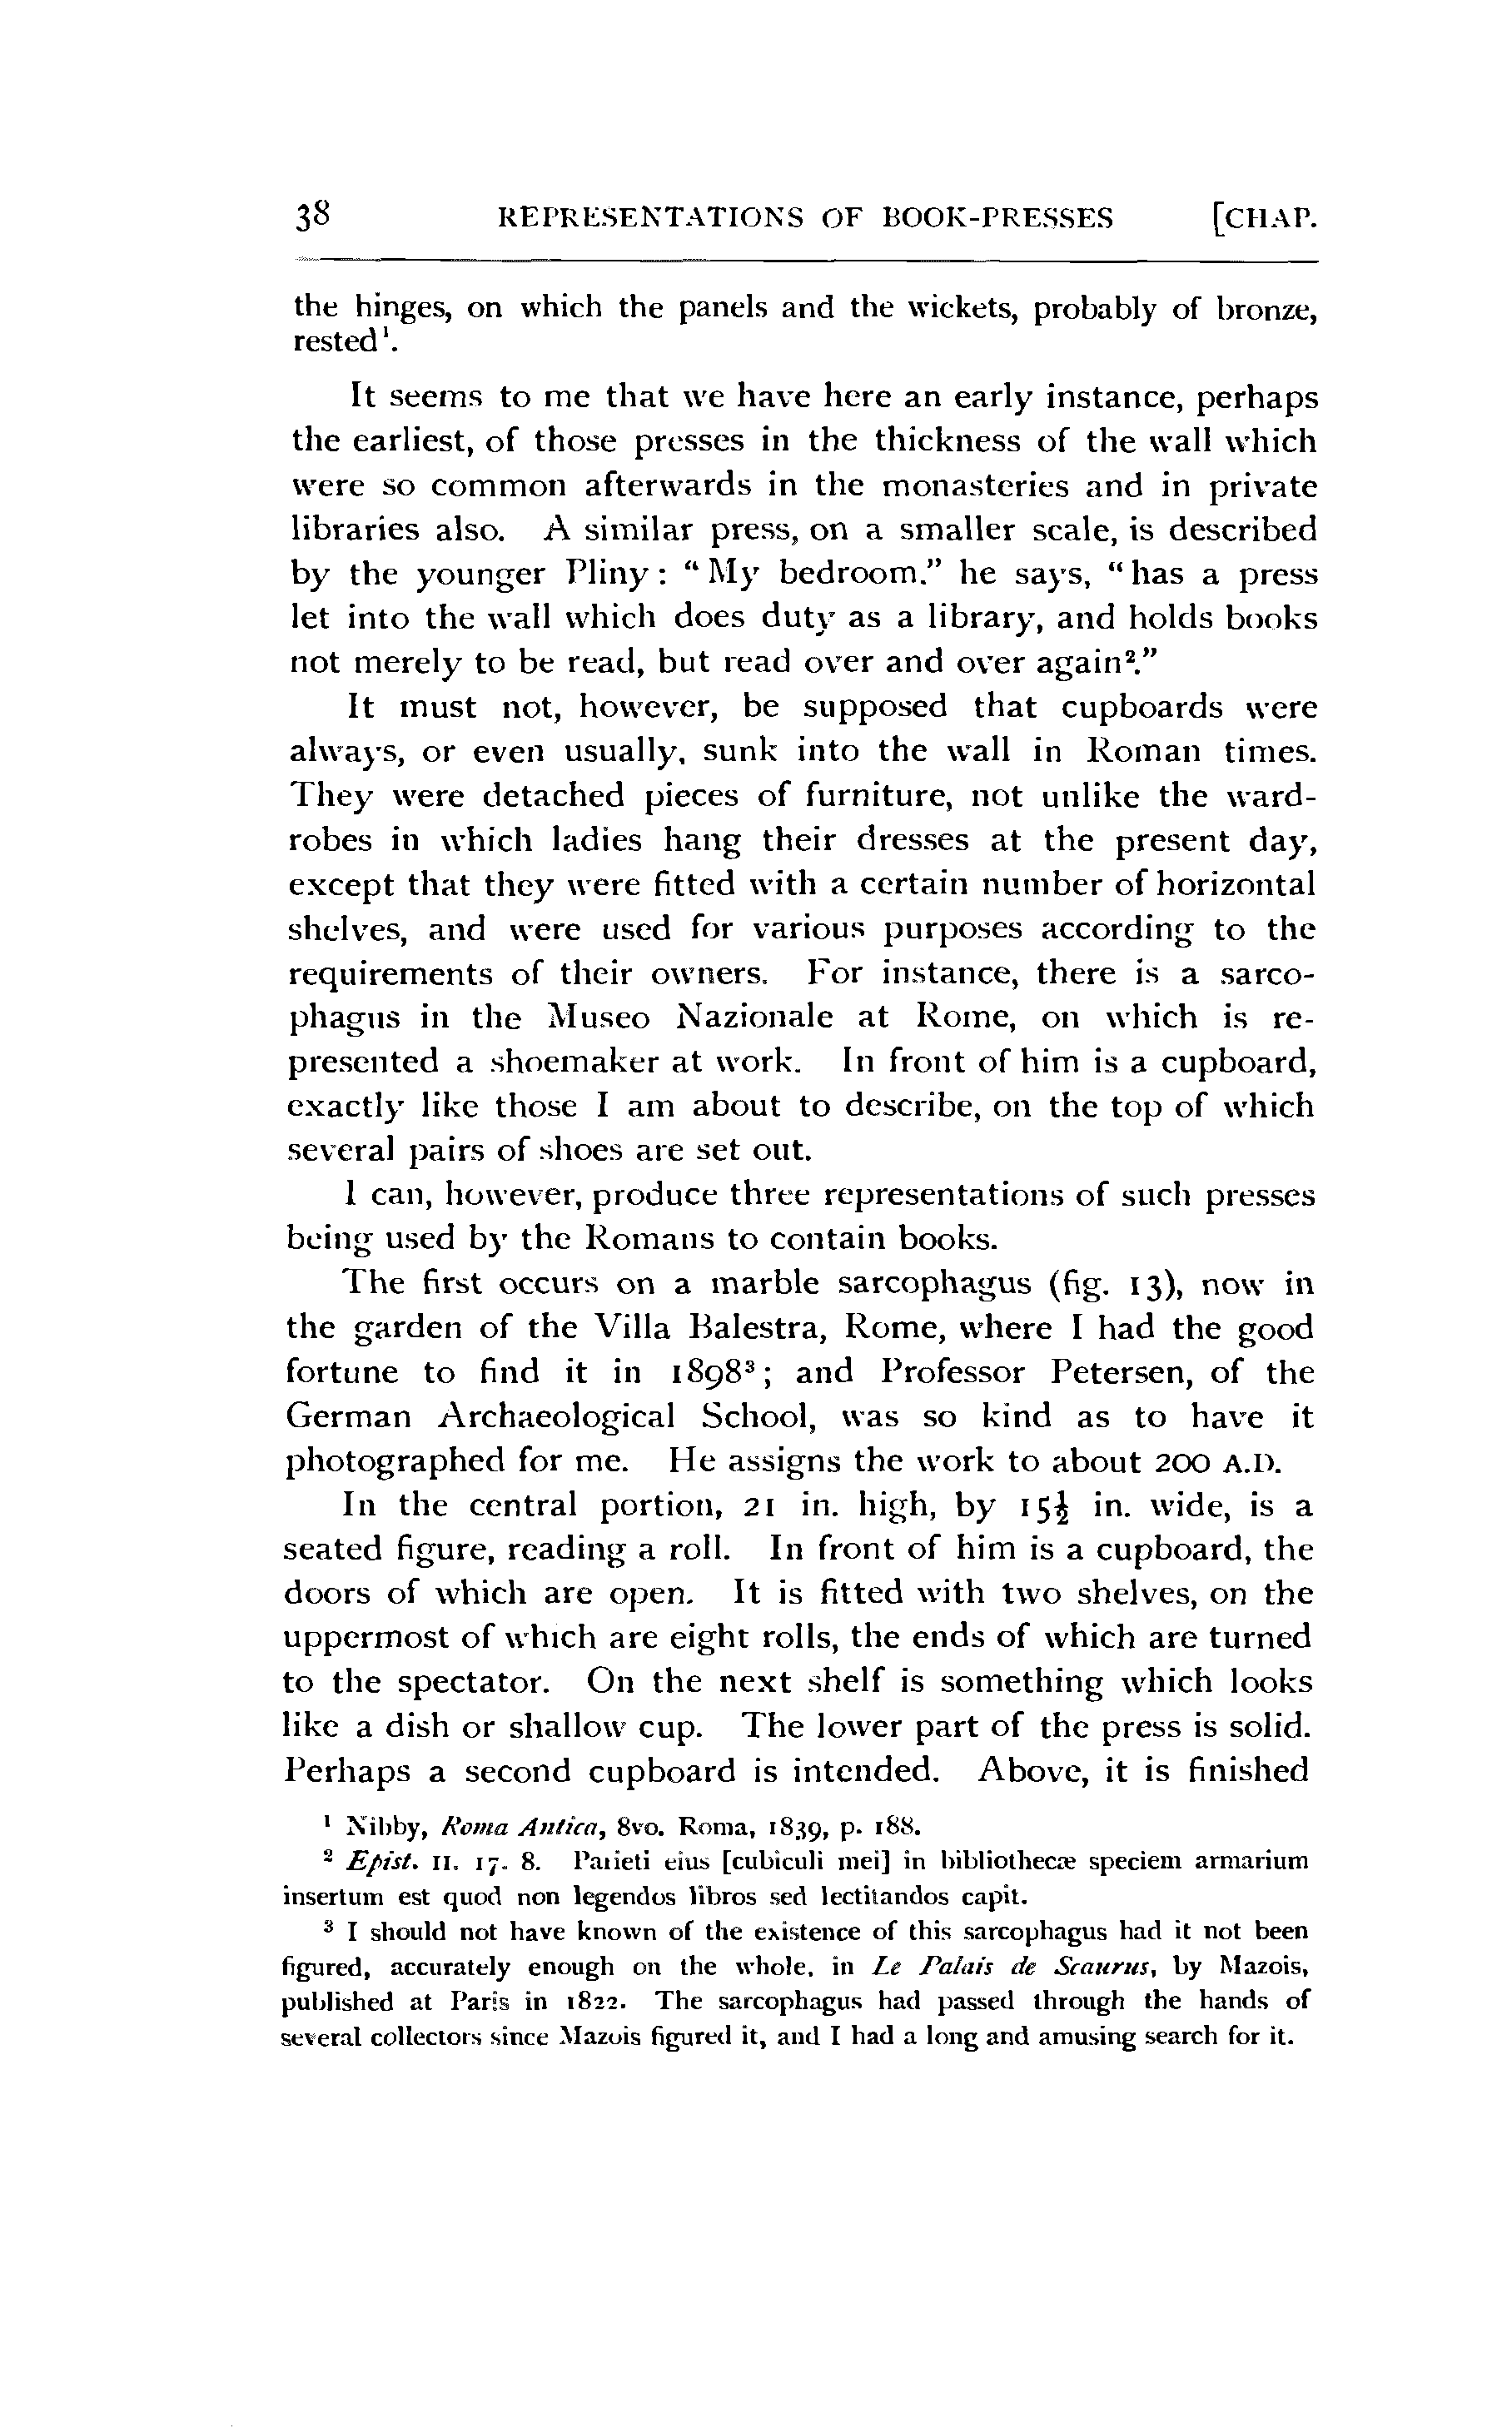 38 REPRESENTATIONS OF BOOK-PRESSES [CHAP.
the hinges, on which the panels and the wickets, probably of bronze,
rested¹.
It seems to me that we have here an early instance, perhaps
the earliest, of those presses in the thickness of the wall which
were so common afterwards in the monasteries and in private
libraries also. A similar press, on a smaller scale, is described
by the younger Pliny: “My bedroom.” he says, “has a press
let into the wall which does duty as a library, and holds books
not merely to be read, but read over and over again².”
It must not, however, be supposed that cupboards were
always, or even usually, sunk into the wall in Roman times.
They were detached pieces of furniture, not unlike the ward-
robes in which ladies hang their dresses at the present day,
except that they were fitted with a certain number of horizontal
shelves, and were used for various purposes according to the
requirements of their owners. For instance, there is a sarco-
phagus in the Museo Nazionale at Rome, on which is re-
presented a shoemaker at work. In front of him is a cupboard,
exactly like those I am about to describe, on the top of which
several pairs of shoes are set out.
I can, however, produce three representations of such presses
being used by the Romans to contain books.
The first occurs on a marble sarcophagus (fig. 13), now in
the garden of the Villa Balestra, Rome, where I had the good
fortune to find it in 1898³; and Professor Petersen, of the
German Archaeological School, was so kind as to have it
photographed for me. He assigns the work to about 200 A.D.
In the central portion, 21 in. high, by 15½ in. wide, is a
seated figure, reading a roll. In front of him is a cupboard, the
doors of which are open. It is fitted with two shelves, on the
uppermost of which are eight rolls, the ends of which are turned
to the spectator. On the next shelf is something which looks
like a dish or shallow cup. The lower part of the press is solid.
Perhaps a second cupboard is intended. Above, it is finished
¹ Nibby, Roma Antica, 8vo. Roma, 1839, p. 188.
² Epist. II. 17. 8. Parieti eius [cubiculi mei] in bibliothecæ speciem armarium
insertum est quod non legendos libros sed lectitandos capit.
³ I should not have known of the existence of this sarcophagus had it not been
figured, accurately enough on the whole, in Le Palais de Scaurus, by Mazois,
published at Paris in 1822. The sarcophagus had passed through the hands of
several collectors since Mazois figured it, and I had a long and amusing search for it.